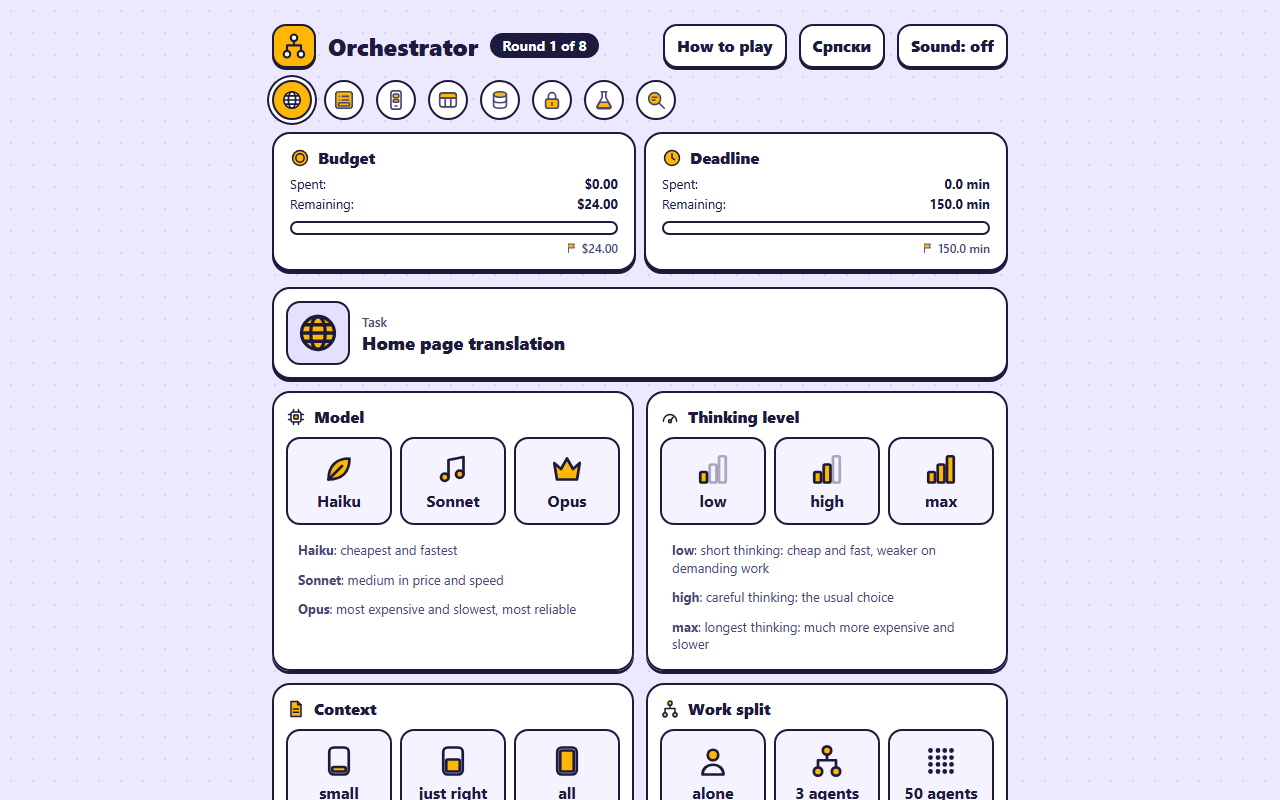 Orchestrator
Round 1 of 8
How to play
Српски
Sound: off
Budget
Spent:
$0.00
Remaining:
$24.00
$24.00
Deadline
Spent:
0.0 min
Remaining:
150.0 min
150.0 min
Task
Home page translation
Model
Haiku
Sonnet
Opus
Haiku: cheapest and fastest
Sonnet: medium in price and speed
Opus: most expensive and slowest, most reliable
Thinking level
low
high
max
low: short thinking: cheap and fast, weaker on
demanding work
high: careful thinking: the usual choice
max: longest thinking: much more expensive and
slower
Context
small
just right
all
Work split
alone
3 agents
50 agents